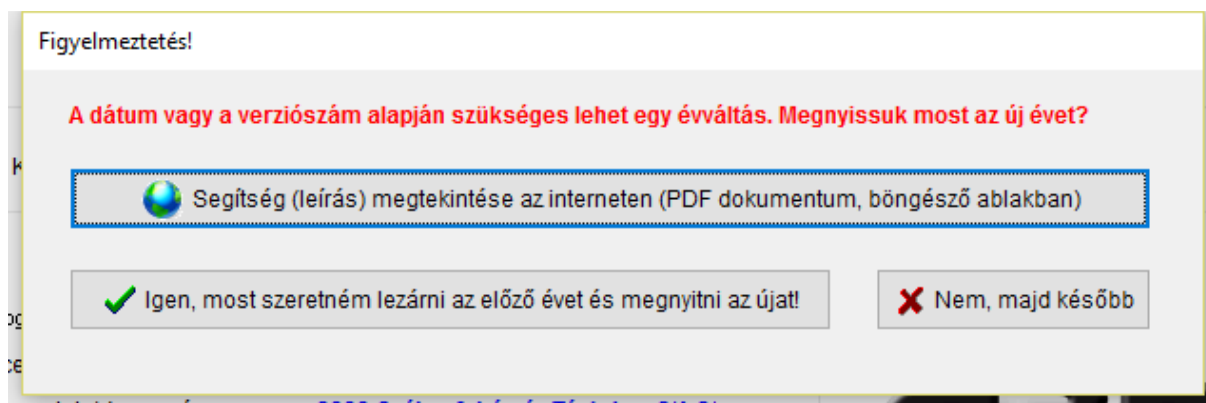 Figyelmeztetés!
A dátum vagy a verziószám alapján szükséges lehet egy évváltás. Megnyissuk most az új évet?
Segítség (leírás) megtekintése az interneten (PDF dokumentum, böngésző ablakban)
Igen, most szeretném lezárni az előző évet és megnyitni az újat!
Nem, majd később